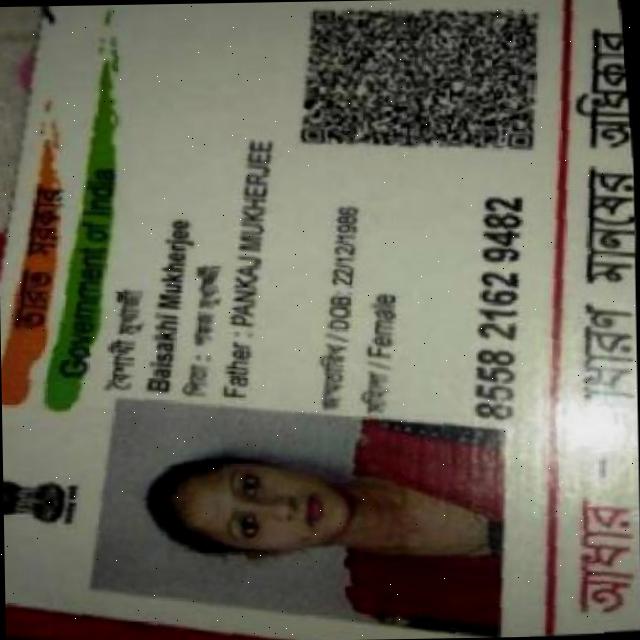 ভারত সরকার
Government of India
বৈশাখী মুখার্জী
Baisakhi Mukherjee
পিতা : পঙ্কজ মুখার্জী
Father : PANKAJ MUKHERJEE
জন্মতারিখ / DOB: 22/12/1986
মহিলা / Female
8558 2162 9482
আধার - সাধারণ মানুষের অধিকার